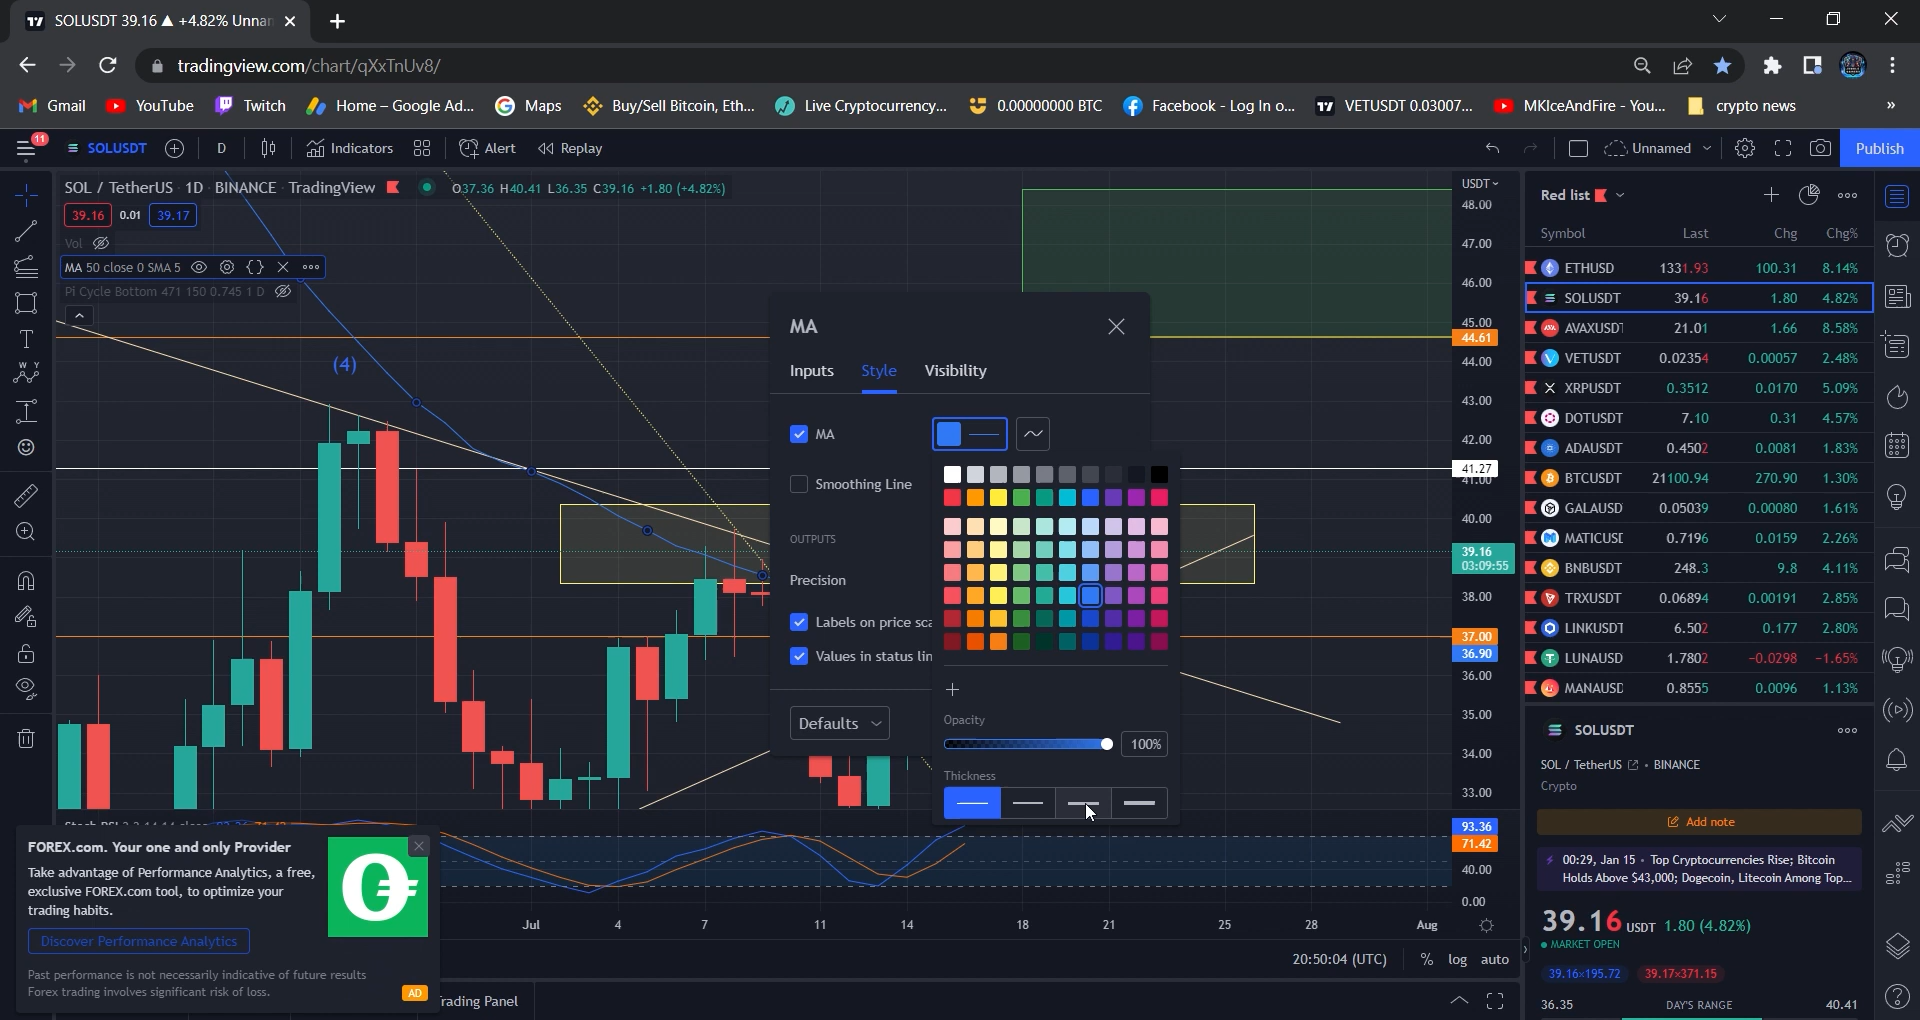 SOLUSDT 39.16 ▲ +4.82% Unnam
tradingview.com/chart/qXxTnUv8/
Gmail YouTube Twitch Home – Google Ad... Maps Buy/Sell Bitcoin, Eth... Live Cryptocurrency... 0.00000000 BTC Facebook - Log In o... VETUSDT 0.03007... MKIceAndFire - You... crypto news »
11 SOLUSDT D Indicators Alert Replay Unnamed Publish
SOL / TetherUS · 1D · BINANCE · TradingView O37.36 H40.41 L36.35 C39.16 +1.80 (+4.82%)
39.16 0.01 39.17
Vol
MA 50 close 0 SMA 5
Pi Cycle Bottom 471 150 0.745 1 D
(4)
MA
Inputs Style Visibility
MA
Smoothing Line
OUTPUTS
Precision
Labels on price sca
Values in status lin
Defaults
Opacity
100%
Thickness
USDT
48.00
47.00
46.00
45.00
44.61
44.00
43.00
42.00
41.27
41.00
40.00
39.16
03:09:55
38.00
37.00
36.90
36.00
35.00
34.00
33.00
93.36
71.42
40.00
0.00
Jul 4 7 11 14 18 21 25 28 Aug
20:50:04 (UTC) % log auto
Trading Panel
FOREX.com. Your one and only Provider
Take advantage of Performance Analytics, a free,
exclusive FOREX.com tool, to optimize your
trading habits.
Discover Performance Analytics
Past performance is not necessarily indicative of future results
Forex trading involves significant risk of loss.
AD
Red list
Symbol Last Chg Chg%
ETHUSD 1331.93 100.31 8.14%
SOLUSDT 39.16 1.80 4.82%
AVAXUSDT 21.01 1.66 8.58%
VETUSDT 0.02354 0.00057 2.48%
XRPUSDT 0.3512 0.0170 5.09%
DOTUSDT 7.10 0.31 4.57%
ADAUSDT 0.4502 0.0081 1.83%
BTCUSDT 21100.94 270.90 1.30%
GALAUSD 0.05039 0.00080 1.61%
MATICUSD 0.7196 0.0159 2.26%
BNBUSDT 248.3 9.8 4.11%
TRXUSDT 0.06894 0.00191 2.85%
LINKUSDT 6.502 0.177 2.80%
LUNAUSD 1.7802 -0.0298 -1.65%
MANAUSD 0.8555 0.0096 1.13%
SOLUSDT
SOL / TetherUS · BINANCE
Crypto
Add note
00:29, Jan 15 · Top Cryptocurrencies Rise; Bitcoin
Holds Above $43,000; Dogecoin, Litecoin Among Top...
39.16 USDT 1.80 (4.82%)
MARKET OPEN
39.16×195.72 39.17×371.15
36.35 DAY'S RANGE 40.41